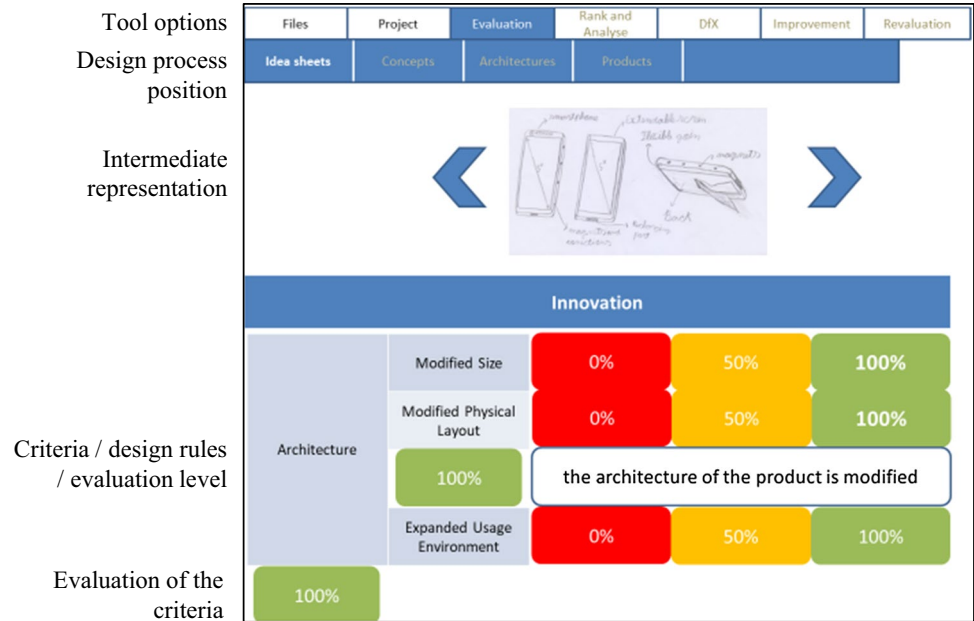 Tool options
Files Project Evaluation Rank and Analyse DfX Improvement Revaluation
Design process position
Idea sheets Concepts Architectures Products
Intermediate representation
smartphone
magnetics
Back
Innovation
Architecture
Modified Size 0% 50% 100%
Modified Physical Layout 0% 50% 100%
Criteria / design rules / evaluation level
100% the architecture of the product is modified
Expanded Usage Environment 0% 50% 100%
Evaluation of the criteria
100%